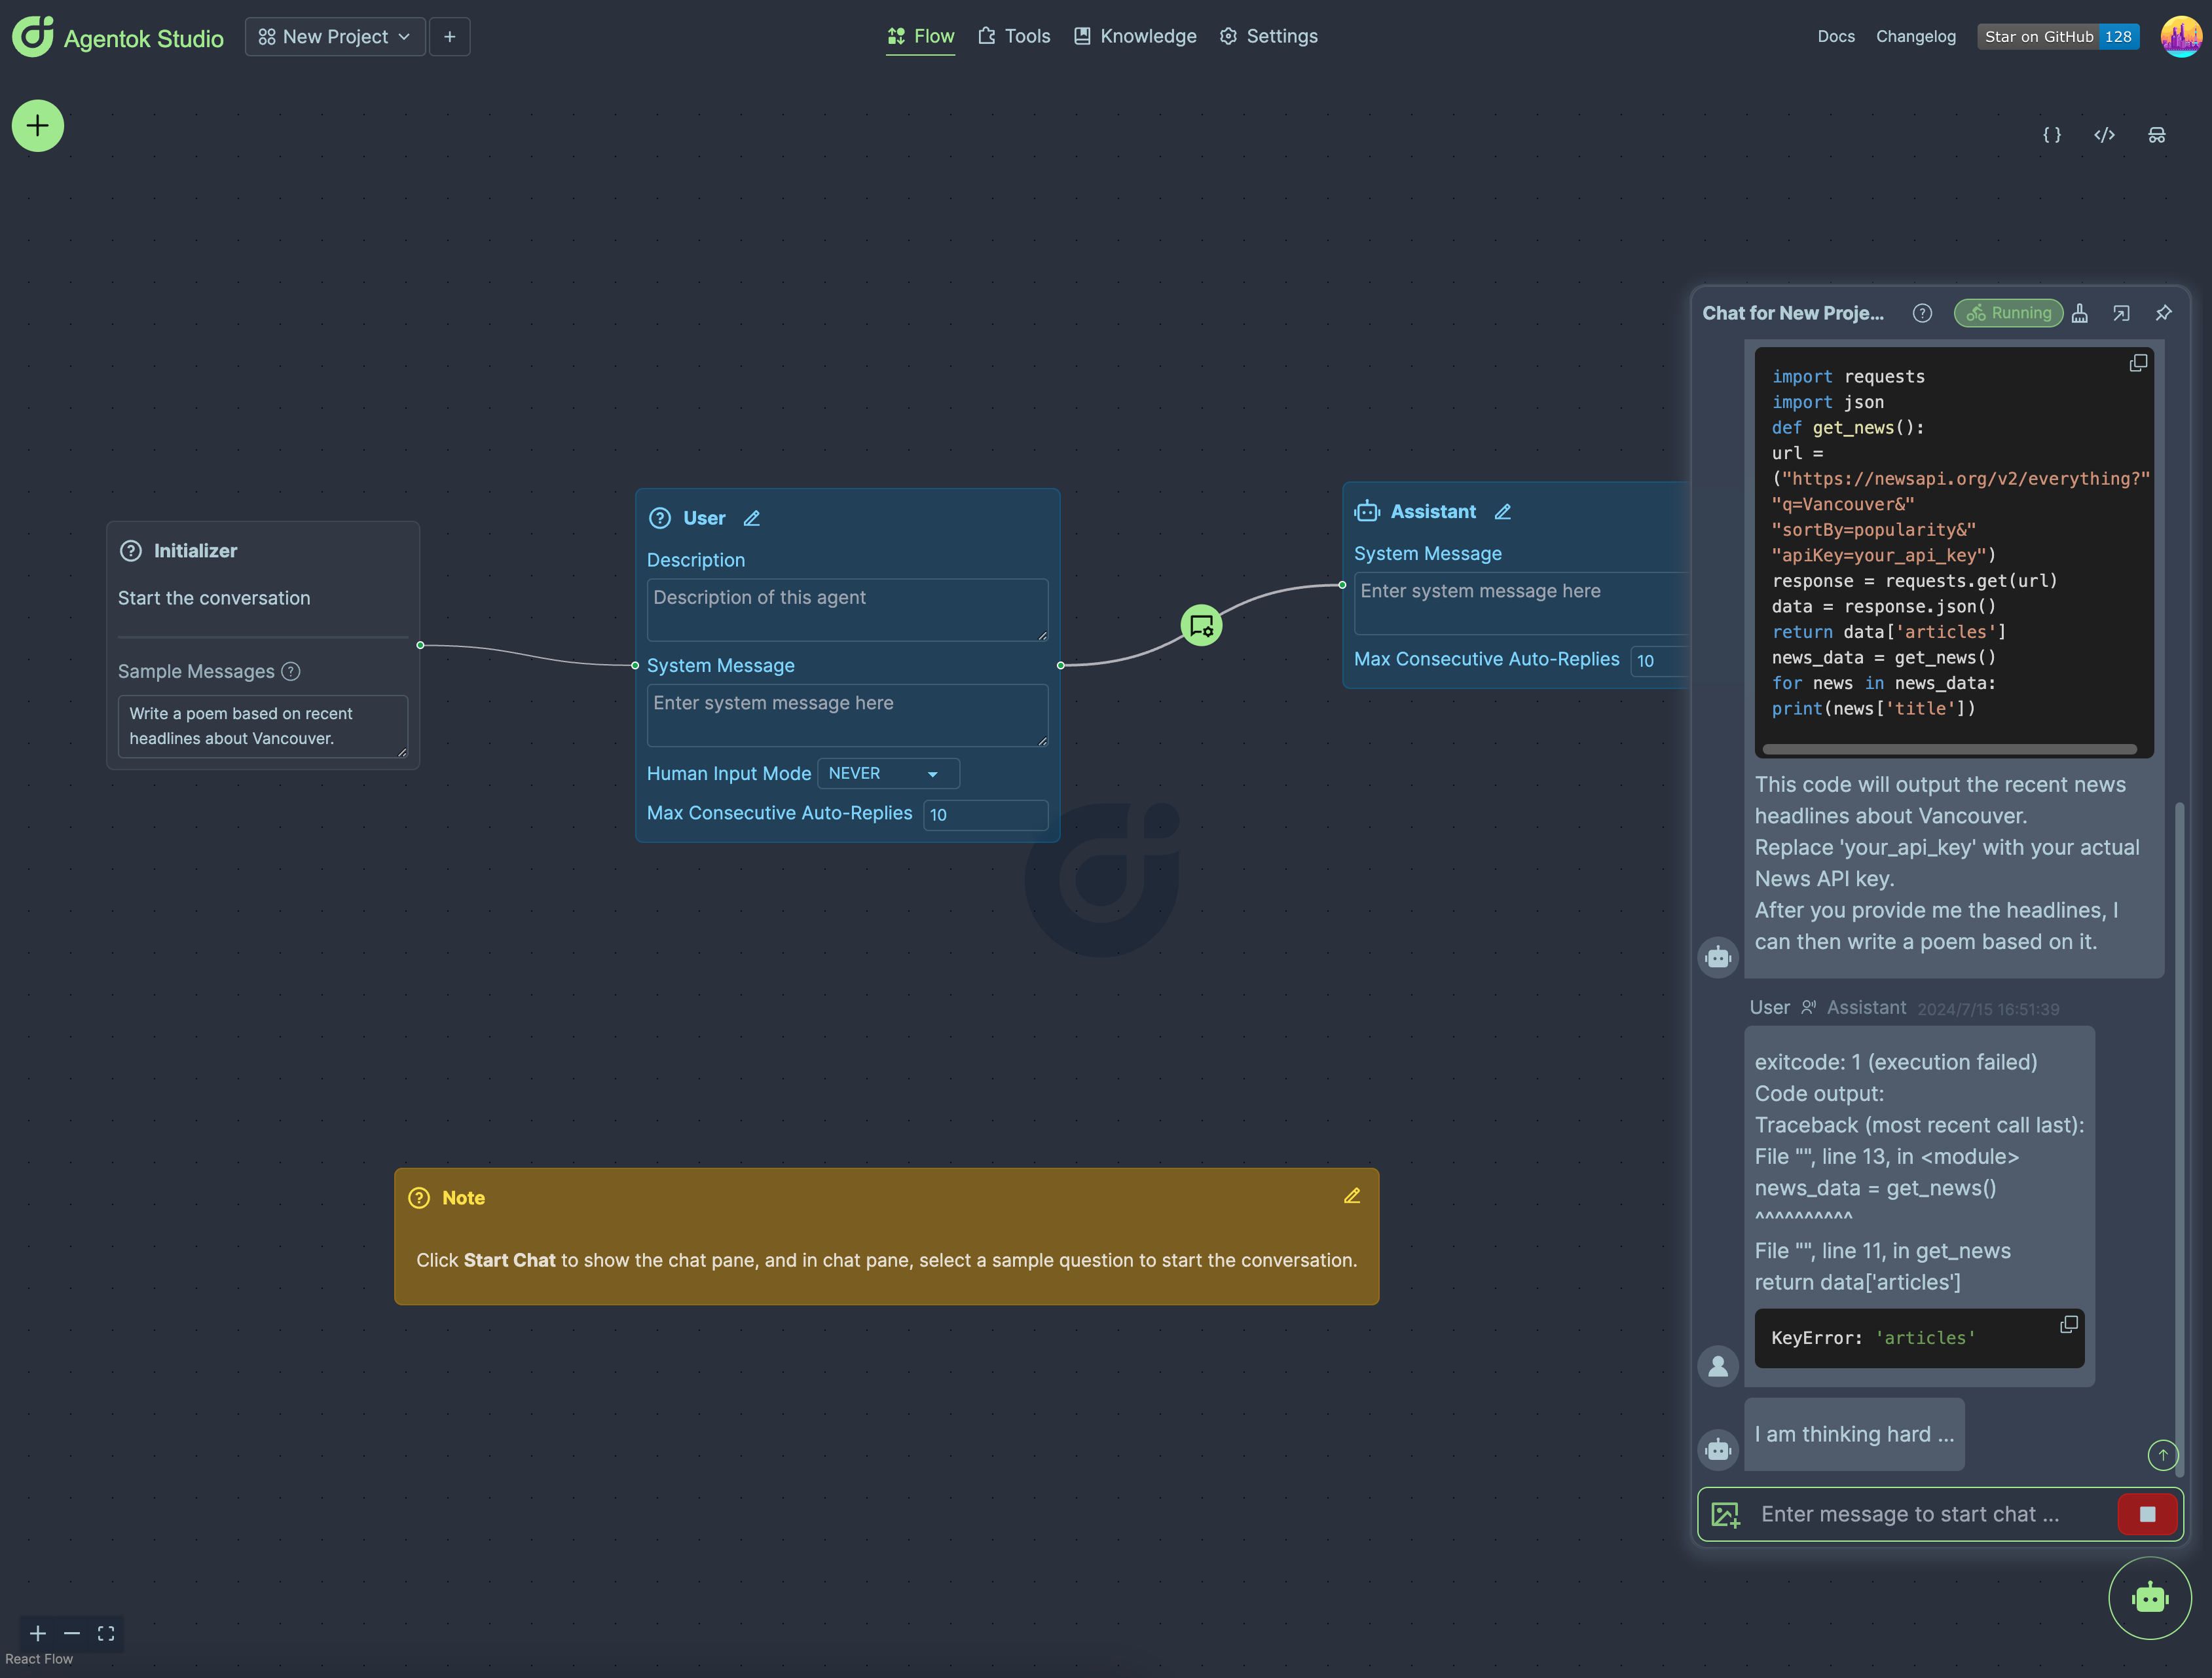 Agentok Studio
New Project
Flow
Tools
Knowledge
Settings
Docs
Changelog
Star on GitHub 128
Initializer
Start the conversation
Sample Messages
Write a poem based on recent
headlines about Vancouver.
User
Description
Description of this agent
System Message
Enter system message here
Human Input Mode NEVER
Max Consecutive Auto-Replies 10
Assistant
System Message
Enter system message here
Max Consecutive Auto-Replies 10
Note
Click Start Chat to show the chat pane, and in chat pane, select a sample question to start the conversation.
Chat for New Proje...
Running
import requests
import json
def get_news():
url =
("https://newsapi.org/v2/everything?"
"q=Vancouver&"
"sortBy=popularity&"
"apiKey=your_api_key")
response = requests.get(url)
data = response.json()
return data['articles']
news_data = get_news()
for news in news_data:
print(news['title'])
This code will output the recent news
headlines about Vancouver.
Replace 'your_api_key' with your actual
News API key.
After you provide me the headlines, I
can then write a poem based on it.
User Assistant 2024/7/15 16:51:39
exitcode: 1 (execution failed)
Code output:
Traceback (most recent call last):
File "", line 13, in <module>
news_data = get_news()
^^^^^^^^^^
File "", line 11, in get_news
return data['articles']
KeyError: 'articles'
I am thinking hard ...
Enter message to start chat ...
React Flow